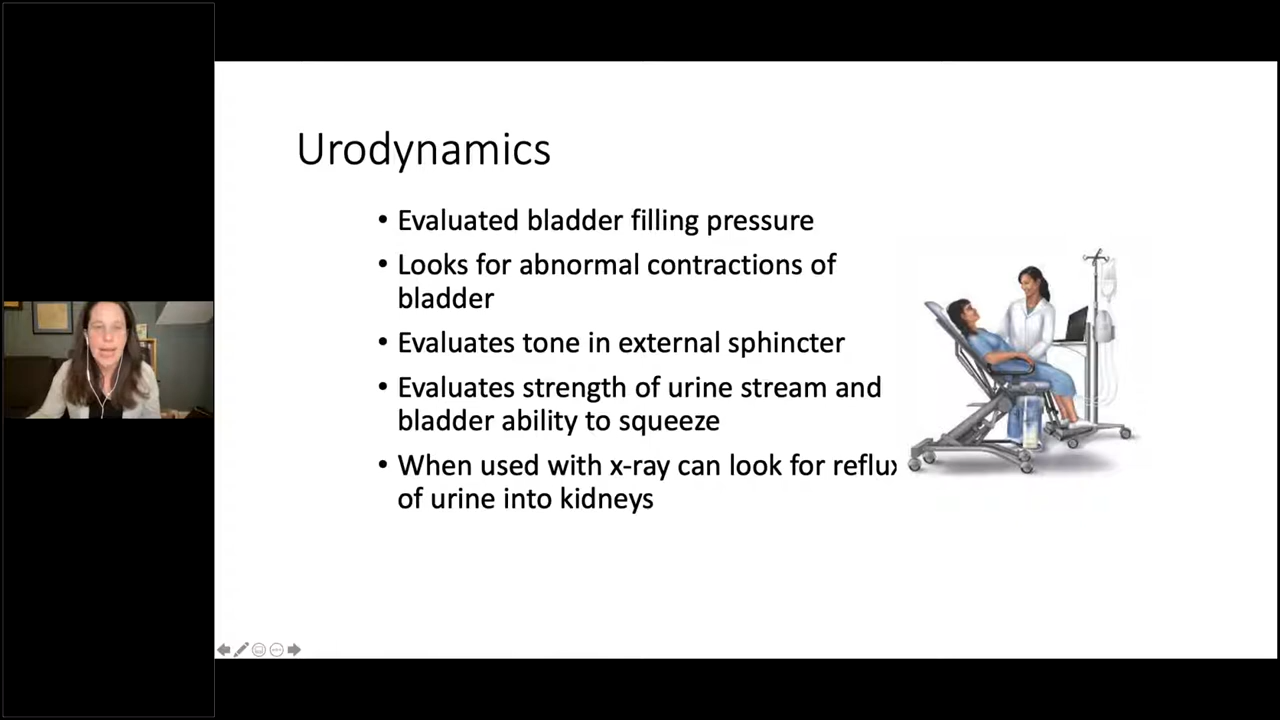 Urodynamics
• Evaluated bladder filling pressure
• Looks for abnormal contractions of
bladder
• Evaluates tone in external sphincter
• Evaluates strength of urine stream and
bladder ability to squeeze
• When used with x-ray can look for reflux
of urine into kidneys